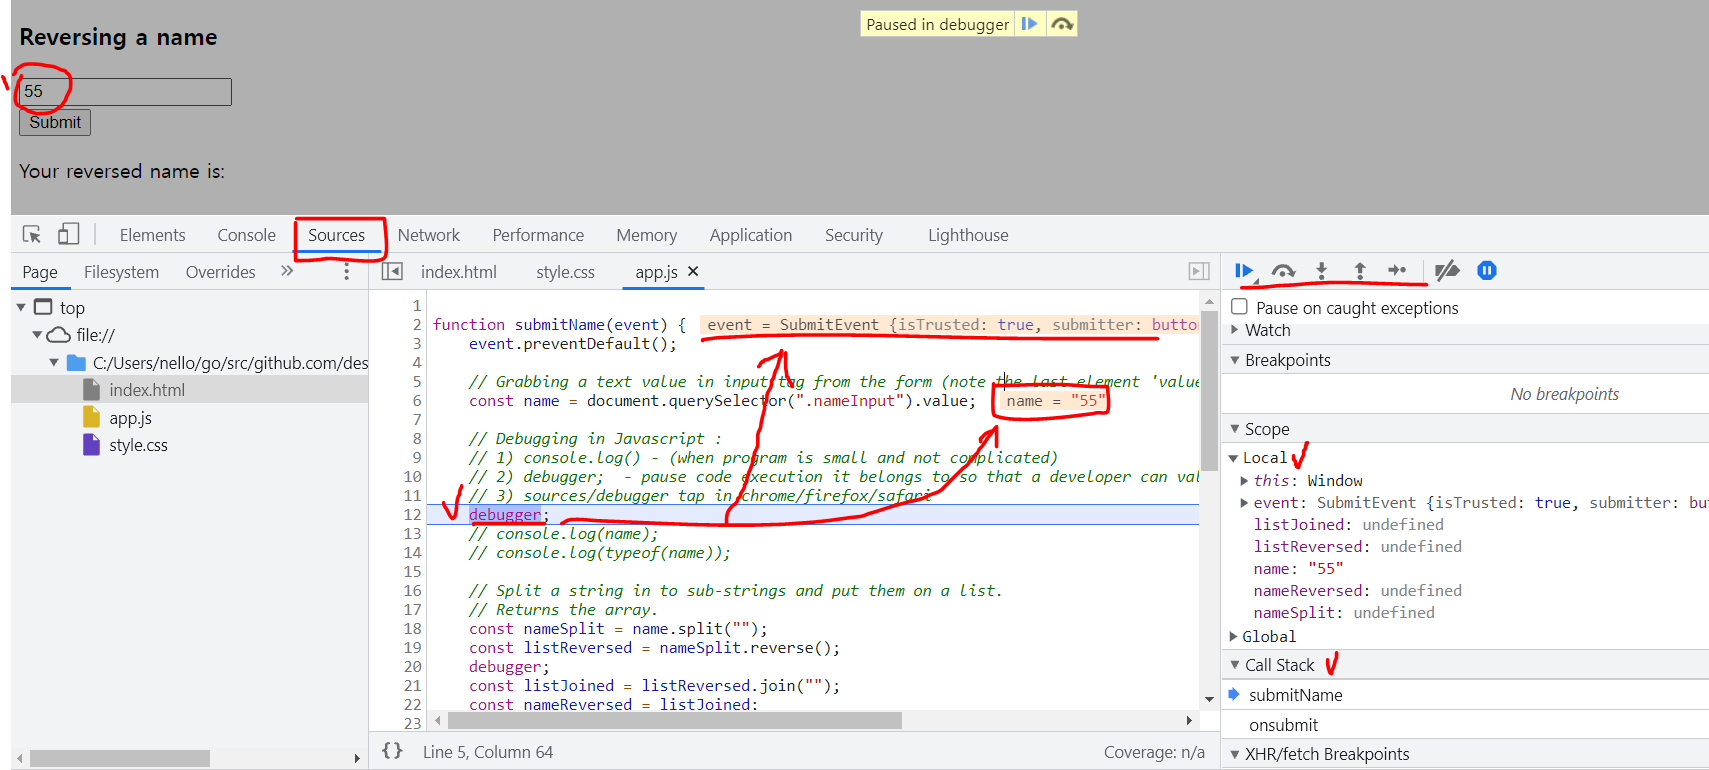 Reversing a name
Paused in debugger
55
Submit
Your reversed name is:
Elements Console Sources Network Performance Memory Application Security Lighthouse
Page Filesystem Overrides »
top
file://
C:/Users/nello/go/src/github.com/des
index.html
app.js
style.css
index.html style.css app.js ×
1
2 function submitName(event) { event = SubmitEvent {isTrusted: true, submitter: butto
3 event.preventDefault();
4
5 // Grabbing a text value in input tag from the form (note the last element 'value
6 const name = document.querySelector(".nameInput").value; name = "55"
7
8 // Debugging in Javascript :
9 // 1) console.log() - (when program is small and not complicated)
10 // 2) debugger; - pause code execution it belongs to so that a developer can val
11 // 3) sources/debugger tap in chrome/firefox/safari
12 debugger;
13 // console.log(name);
14 // console.log(typeof(name));
15
16 // Split a string in to sub-strings and put them on a list.
17 // Returns the array.
18 const nameSplit = name.split("");
19 const listReversed = nameSplit.reverse();
20 debugger;
21 const listJoined = listReversed.join("");
22 const nameReversed = listJoined;
23
{} Line 5, Column 64 Coverage: n/a
Pause on caught exceptions
Watch
Breakpoints
No breakpoints
Scope
Local
this: Window
event: SubmitEvent {isTrusted: true, submitter: but
listJoined: undefined
listReversed: undefined
name: "55"
nameReversed: undefined
nameSplit: undefined
Global
Call Stack
submitName
onsubmit
XHR/fetch Breakpoints